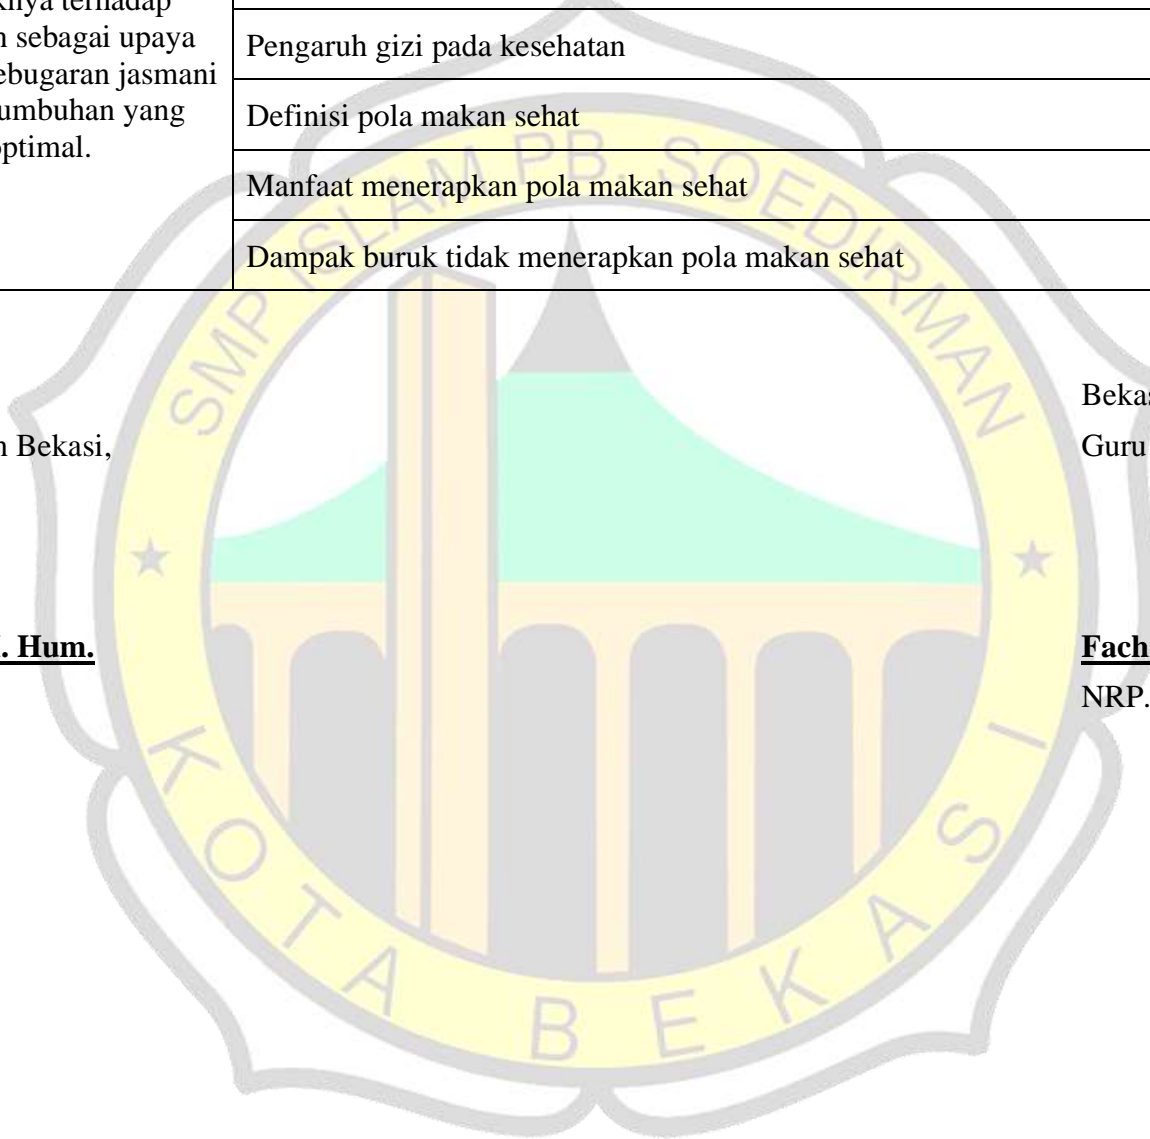 knya terhadap
n sebagai upaya
ebugaran jasmani
umbuhan yang
optimal.
Pengaruh gizi pada kesehatan
Definisi pola makan sehat
Manfaat menerapkan pola makan sehat
Dampak buruk tidak menerapkan pola makan sehat
SMP ISLAM PB. SOEDIRMAN
KOTA BEKASI
n Bekasi,
. Hum.
Bekas
Guru
Fach
NRP.